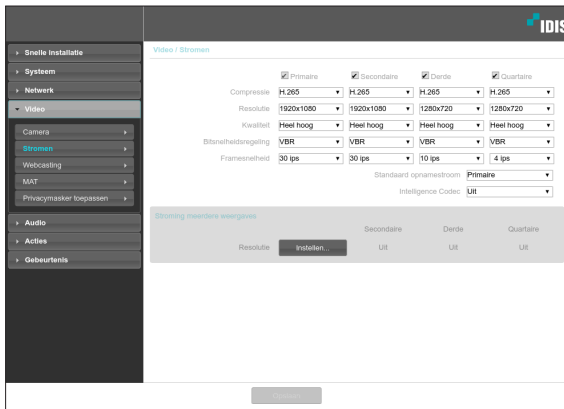 IDIS
Snelle installatie
Systeem
Netwerk
Video
Camera
Stromen
Webcasting
MAT
Privacymasker toepassen
Audio
Acties
Gebeurtenis
Video / Stromen
Primaire Secondaire Derde Quartaire
Compressie H.265 H.265 H.265 H.265
Resolutie 1920x1080 1920x1080 1280x720 1280x720
Kwaliteit Heel hoog Heel hoog Heel hoog Heel hoog
Bitsnelheidsregeling VBR VBR VBR VBR
Framesnelheid 30 ips 30 ips 10 ips 4 ips
Standaard opnamestroom Primaire
Intelligence Codec Uit
Stroming meerdere weergaves
Secondaire Derde Quartaire
Resolutie Instellen... Uit Uit Uit